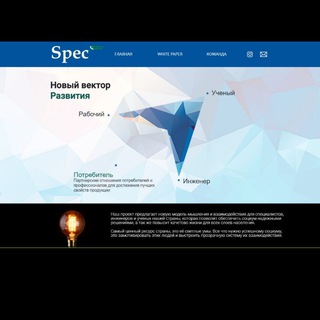 Spec
ГЛАВНАЯ
WHITE PAPER
КОМАНДА
Новый вектор
Развития
Ученый
Рабочий
Потребитель
Партнерские отношения потребителей и
профессионалов для достижения лучших
свойств продукции
Инженер
Наш проект предлагает новую модель мышления и взаимодействия для специалистов,
инженеров и ученых нашей страны, которая позволит обеспечить социум надежными
решениями, а так же повысит качество жизни для всех слоев населения.
Самый ценный ресурс страны, это её светлые умы. Все что нужно успешному социуму,
это замотивировать этих людей и выстроить прозрачную систему их взаимодействия.